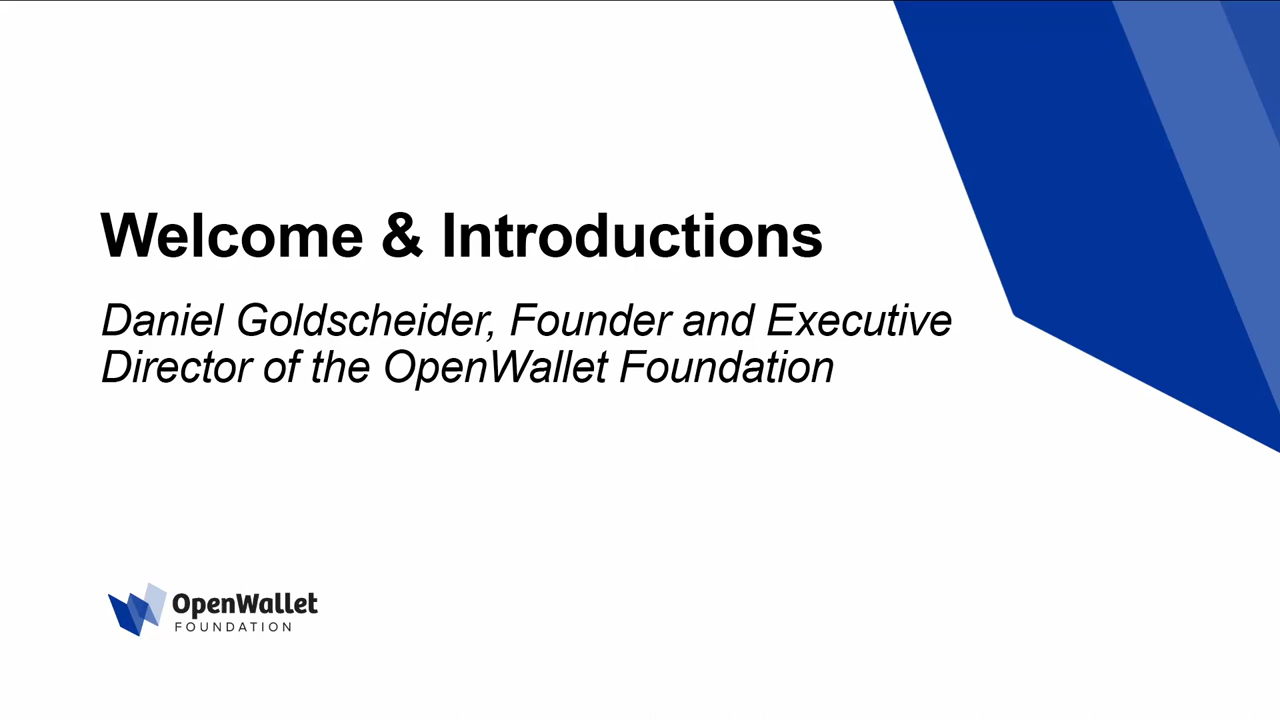 Welcome & Introductions
Daniel Goldscheider, Founder and Executive
Director of the OpenWallet Foundation
OpenWallet
FOUNDATION